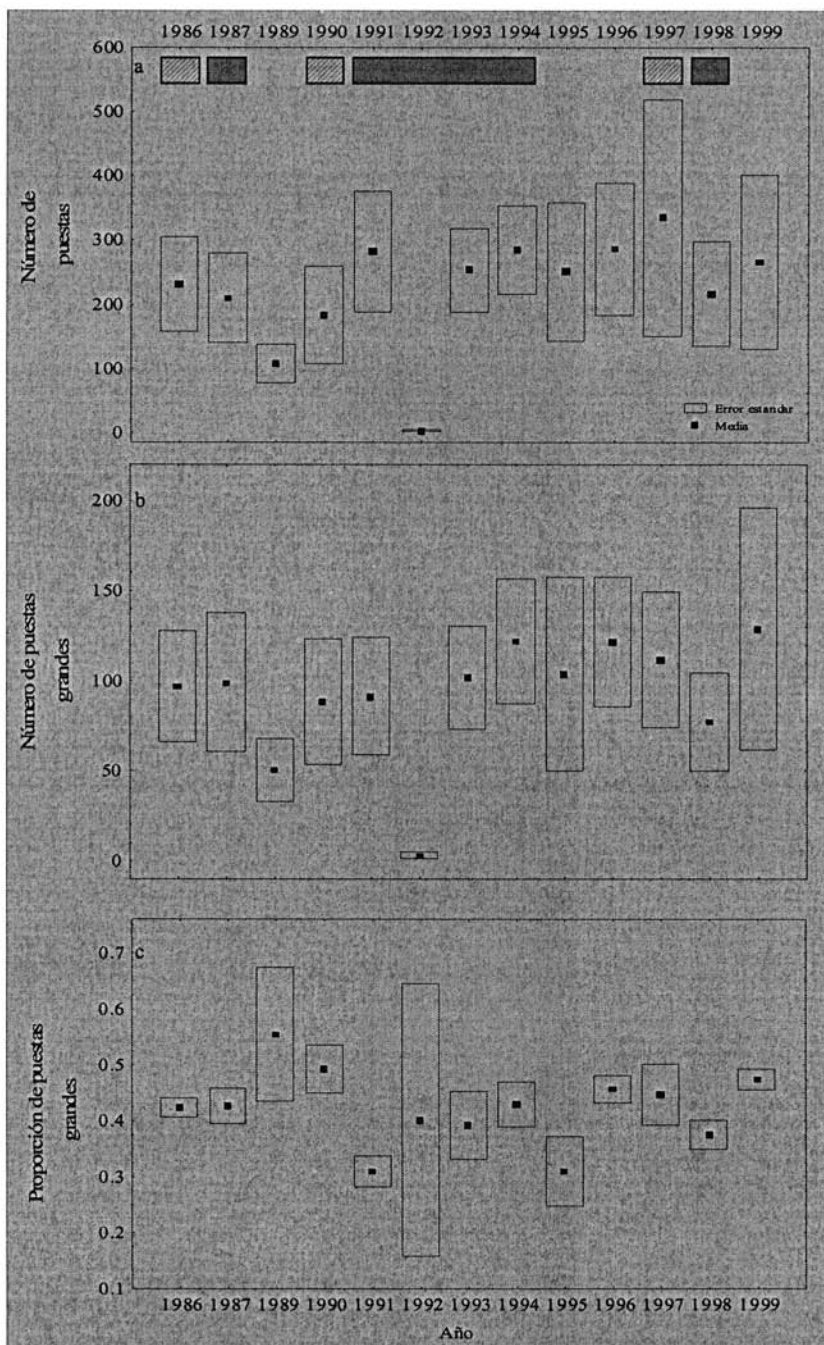 1986 1987 1989 1990 1991 1992 1993 1994 1995 1996 1997 1998 1999
a
600
500
400
300
200
100
0
Número de
puestas
Error estandar
Media
b
200
150
100
50
0
Número de puestas
grandes
c
0.7
0.6
0.5
0.4
0.3
0.2
0.1
Proporción de puestas
grandes
1986 1987 1989 1990 1991 1992 1993 1994 1995 1996 1997 1998 1999
Año